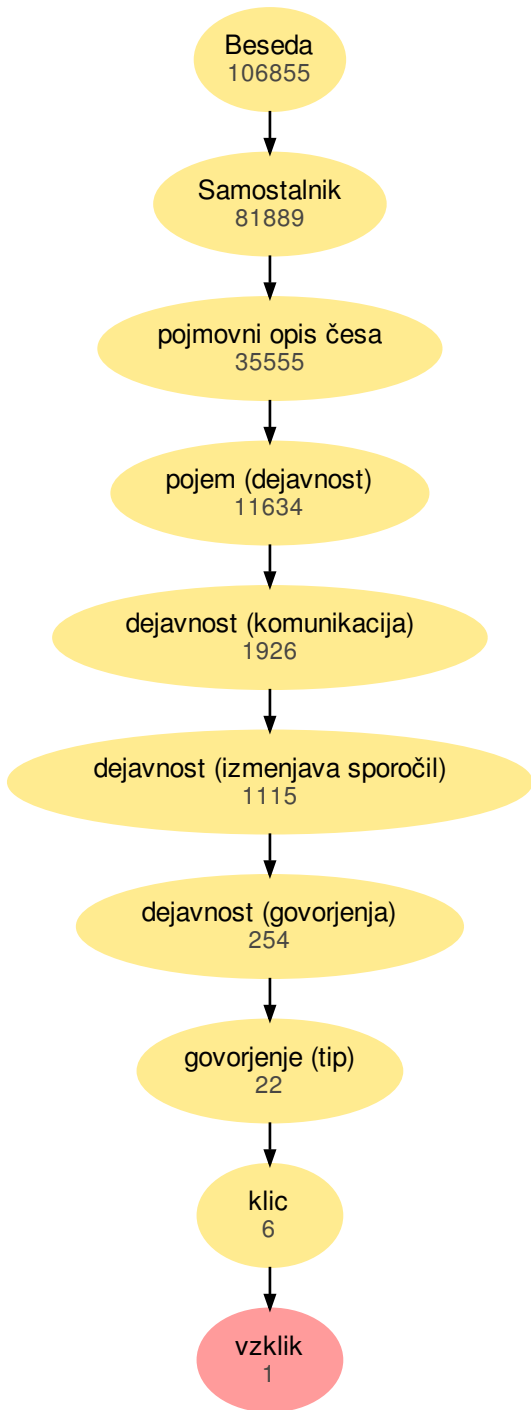 Beseda
106855
Samostalnik
81889
pojmovni opis česa
35555
pojem (dejavnost)
11634
dejavnost (komunikacija)
1926
dejavnost (izmenjava sporočil)
1115
dejavnost (govorjenja)
254
govorjenje (tip)
22
klic
6
vzklik
1